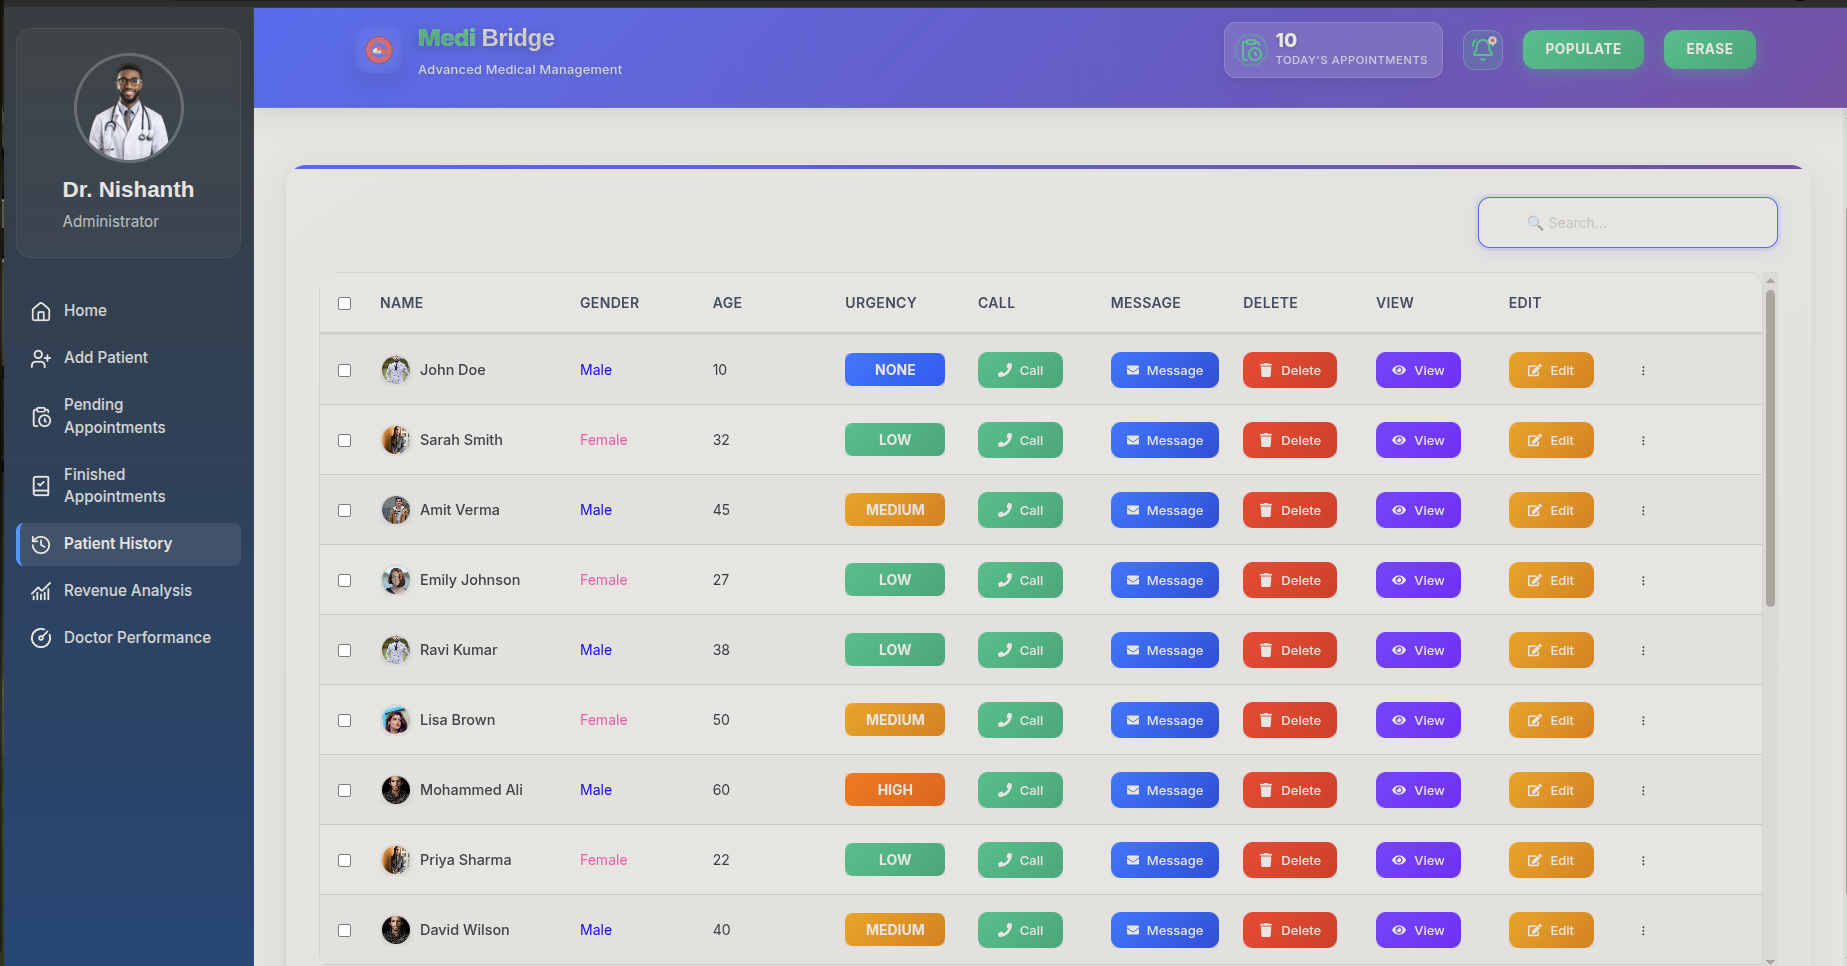 Dr. Nishanth
Administrator
Home
Add Patient
Pending
Appointments
Finished
Appointments
Patient History
Revenue Analysis
Doctor Performance
Medi Bridge
Advanced Medical Management
10
TODAY'S APPOINTMENTS
POPULATE
ERASE
🔍 Search...
NAME GENDER AGE URGENCY CALL MESSAGE DELETE VIEW EDIT
John Doe Male 10 NONE Call Message Delete View Edit
Sarah Smith Female 32 LOW Call Message Delete View Edit
Amit Verma Male 45 MEDIUM Call Message Delete View Edit
Emily Johnson Female 27 LOW Call Message Delete View Edit
Ravi Kumar Male 38 LOW Call Message Delete View Edit
Lisa Brown Female 50 MEDIUM Call Message Delete View Edit
Mohammed Ali Male 60 HIGH Call Message Delete View Edit
Priya Sharma Female 22 LOW Call Message Delete View Edit
David Wilson Male 40 MEDIUM Call Message Delete View Edit